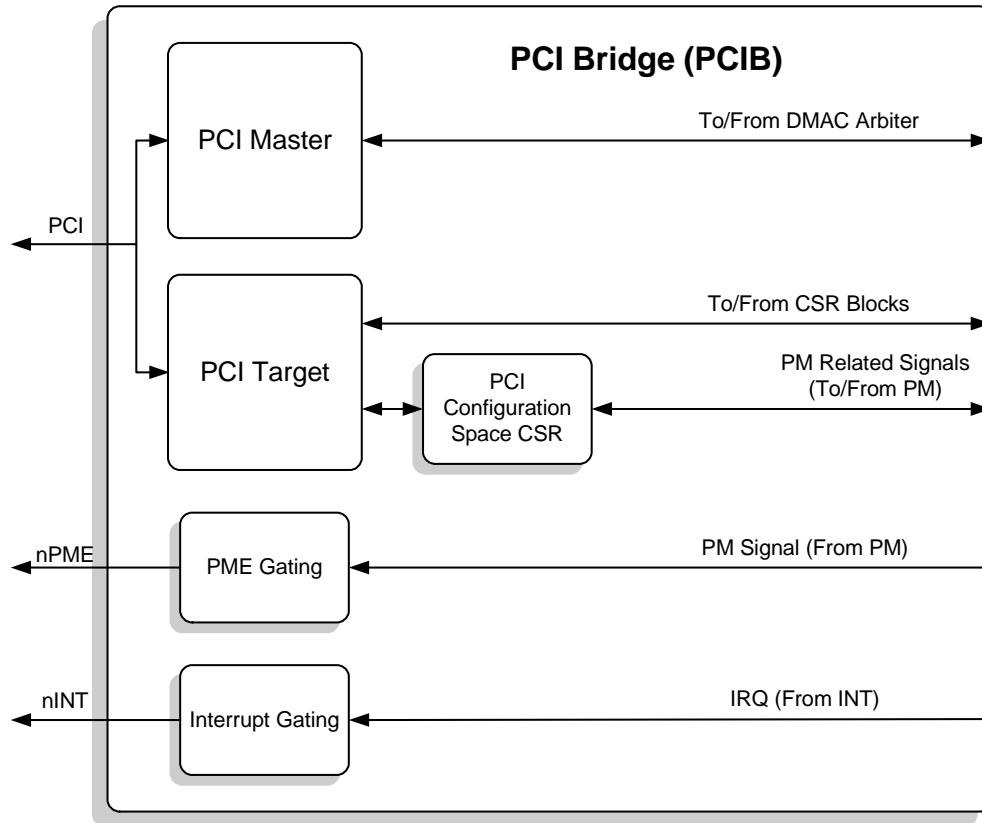 PCI Bridge (PCIB)
PCI Master
To/From DMAC Arbiter
PCI
To/From CSR Blocks
PCI Target
PCI
Configuration
Space CSR
PM Related Signals
(To/From PM)
nPME
PME Gating
PM Signal (From PM)
nINT
Interrupt Gating
IRQ (From INT)